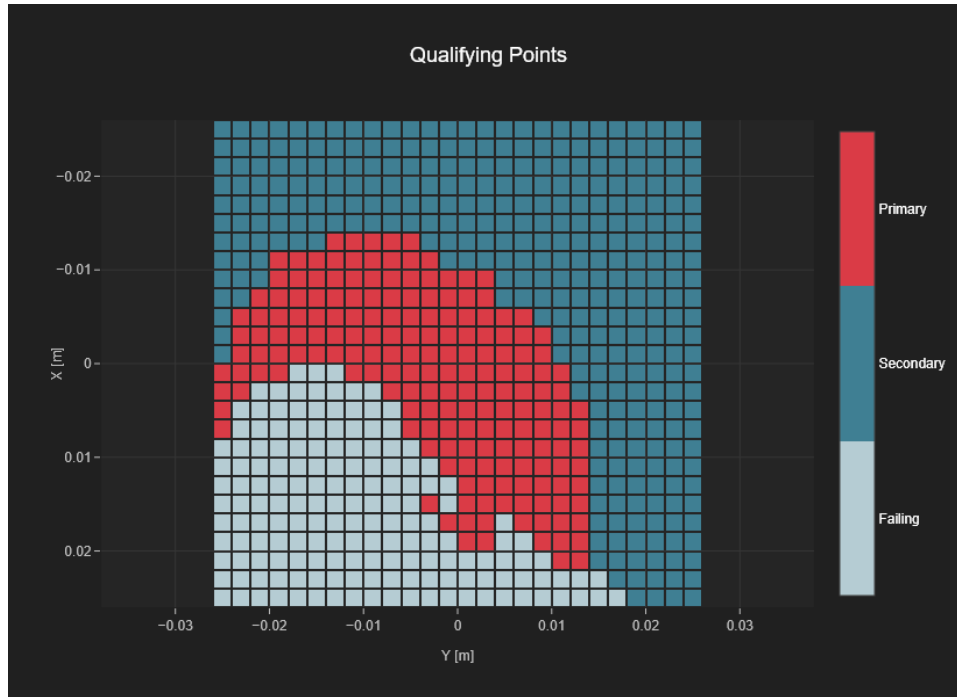 Qualifying Points
−0.02
−0.01
0
0.01
0.02
X [m]
−0.03
−0.02
−0.01
0
0.01
0.02
0.03
Y [m]
Primary
Secondary
Failing